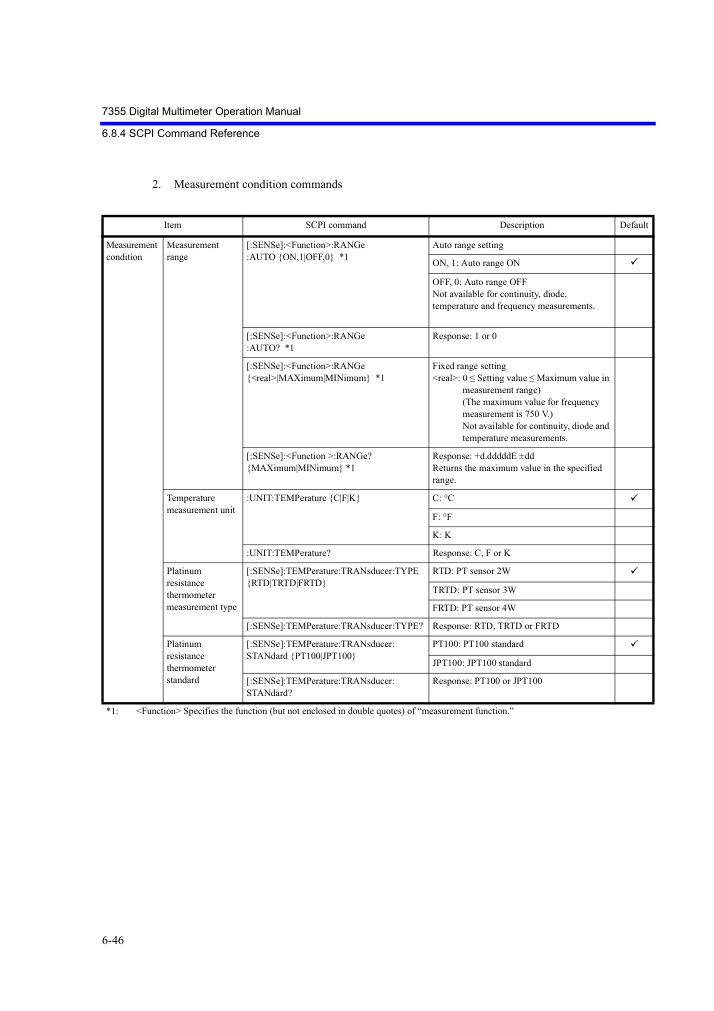 7355 Digital Multimeter Operation Manual
6.8.4 SCPI Command Reference
2. Measurement condition commands
Item SCPI command Description Default
Measurement condition
Measurement range
[:SENSe]:<Function>:RANGe
:AUTO {ON,1|OFF,0} *1
Auto range setting
ON, 1: Auto range ON ✓
OFF, 0: Auto range OFF
Not available for continuity, diode,
temperature and frequency measurements.
[:SENSe]:<Function>:RANGe
:AUTO? *1
Response: 1 or 0
[:SENSe]:<Function>:RANGe
{<real>|MAXimum|MINimum} *1
Fixed range setting
<real>: 0 ≤ Setting value ≤ Maximum value in
measurement range)
(The maximum value for frequency
measurement is 750 V.)
Not available for continuity, diode and
temperature measurements.
[:SENSe]:<Function >:RANGe?
{MAXimum|MINimum} *1
Response: +d.dddddE ±dd
Returns the maximum value in the specified
range.
Temperature
measurement unit
:UNIT:TEMPerature {C|F|K}
C: °C ✓
F: °F
K: K
:UNIT:TEMPerature?
Response: C, F or K
Platinum
resistance
thermometer
measurement type
[:SENSe]:TEMPerature:TRANsducer:TYPE
{RTD|TRTD|FRTD}
RTD: PT sensor 2W ✓
TRTD: PT sensor 3W
FRTD: PT sensor 4W
[:SENSe]:TEMPerature:TRANsducer:TYPE?
Response: RTD, TRTD or FRTD
Platinum
resistance
thermometer
standard
[:SENSe]:TEMPerature:TRANsducer:
STANdard {PT100|JPT100}
PT100: PT100 standard ✓
JPT100: JPT100 standard
[:SENSe]:TEMPerature:TRANsducer:
STANdard?
Response: PT100 or JPT100
*1: <Function> Specifies the function (but not enclosed in double quotes) of “measurement function.”
6-46